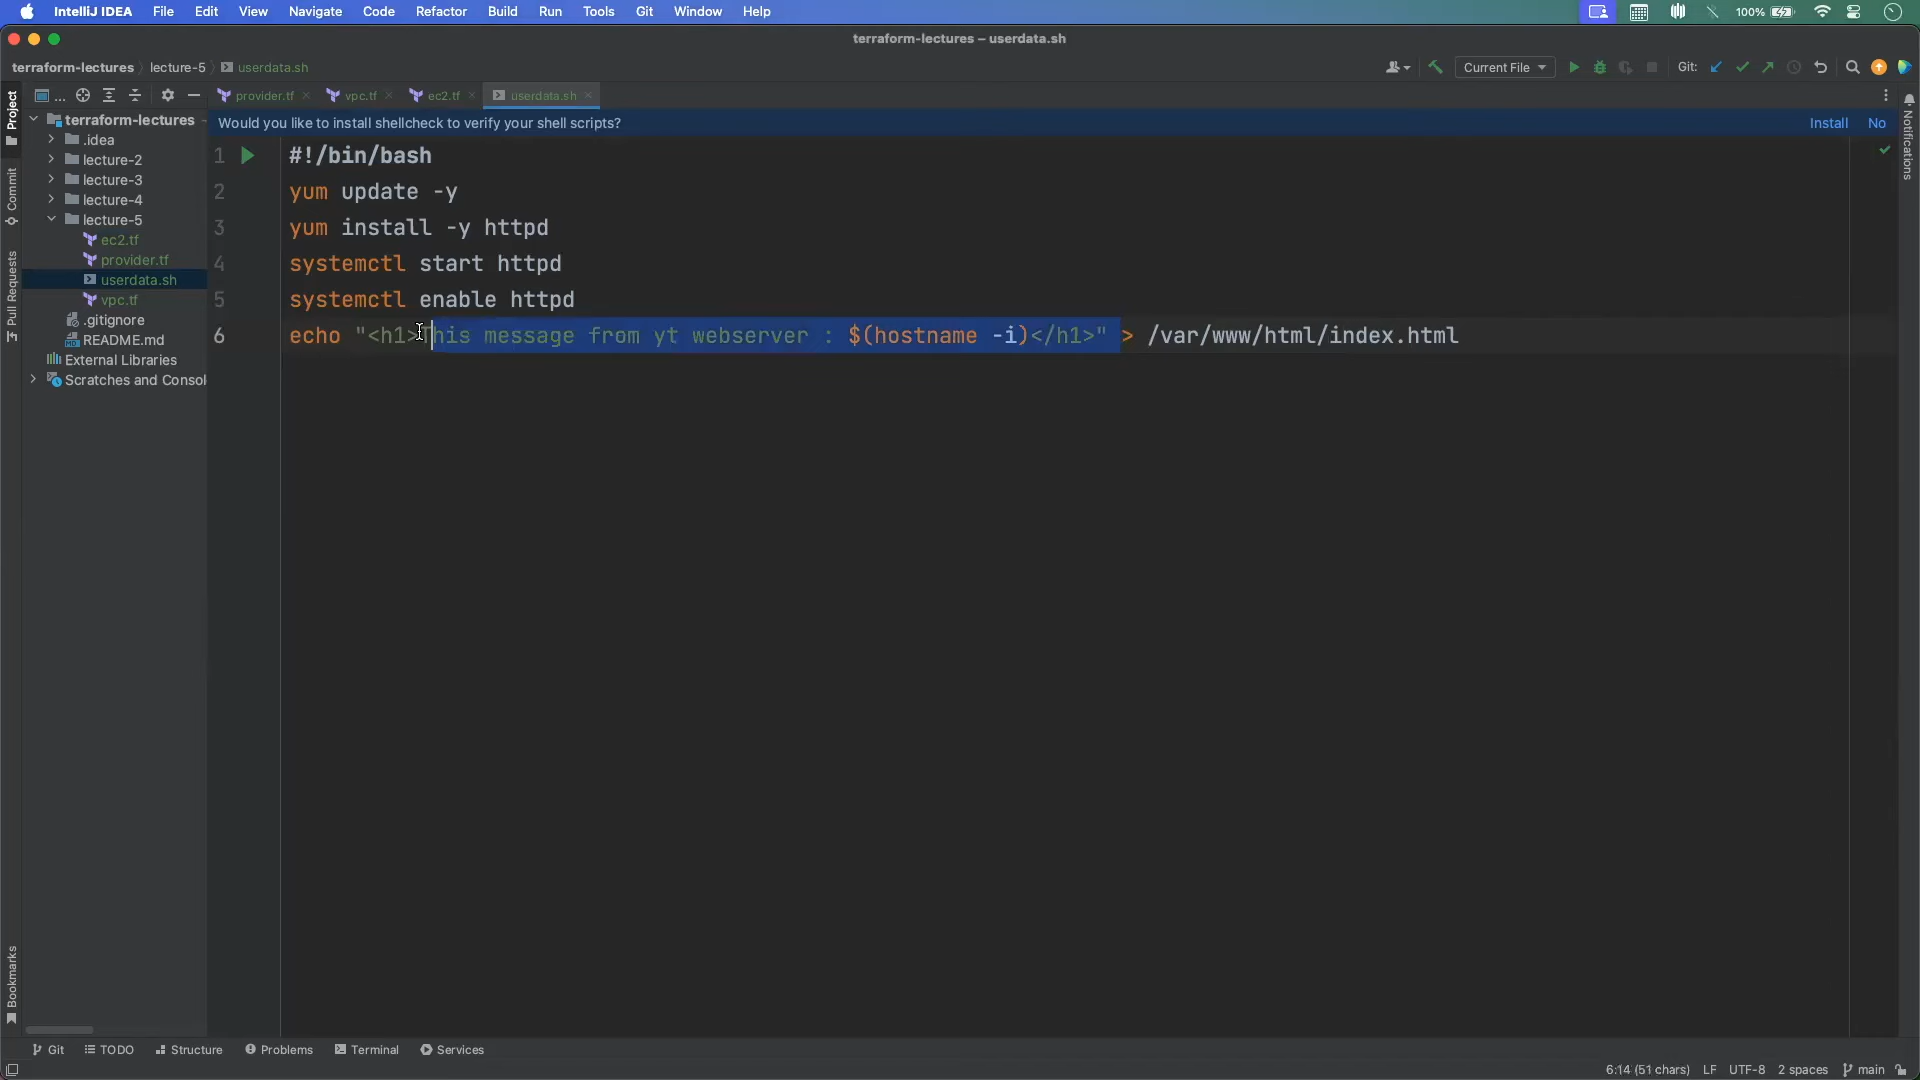 IntelliJ IDEA File Edit View Navigate Code Refactor Build Run Tools Git Window Help 100%
terraform-lectures – userdata.sh
terraform-lectures lecture-5 userdata.sh Current File Git:
Project ... provider.tf vpc.tf ec2.tf userdata.sh
Would you like to install shellcheck to verify your shell scripts? Install No
terraform-lectures
.idea
lecture-2
lecture-3
lecture-4
lecture-5
ec2.tf
provider.tf
userdata.sh
vpc.tf
.gitignore
README.md
External Libraries
Scratches and Consol
Commit
Pull Requests
Bookmarks
Notifications
1 #!/bin/bash
2 yum update -y
3 yum install -y httpd
4 systemctl start httpd
5 systemctl enable httpd
6 echo "<h1>This message from yt webserver : $(hostname -i)</h1>" > /var/www/html/index.html
Git TODO Structure Problems Terminal Services
6:14 (51 chars) LF UTF-8 2 spaces main